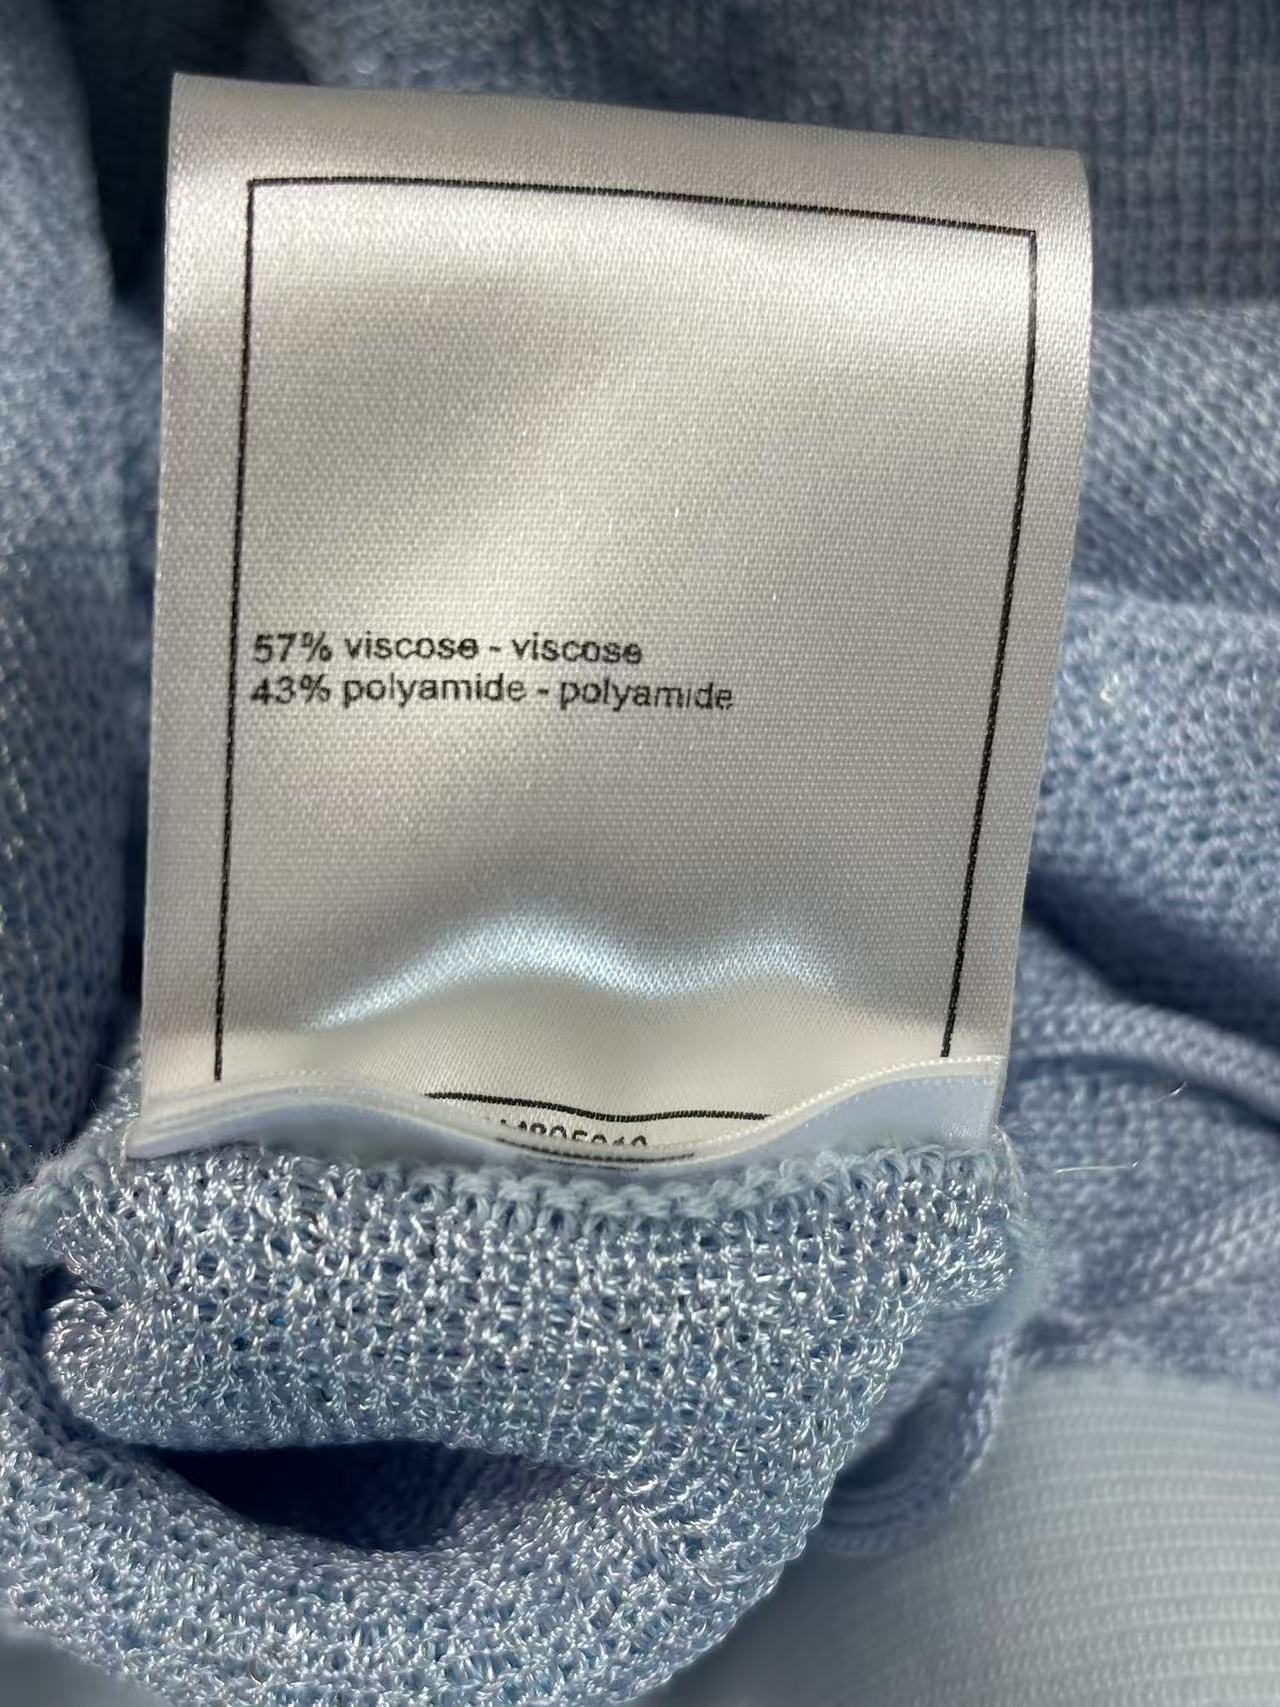 57% viscose - viscose
43% polyamide - polyamide